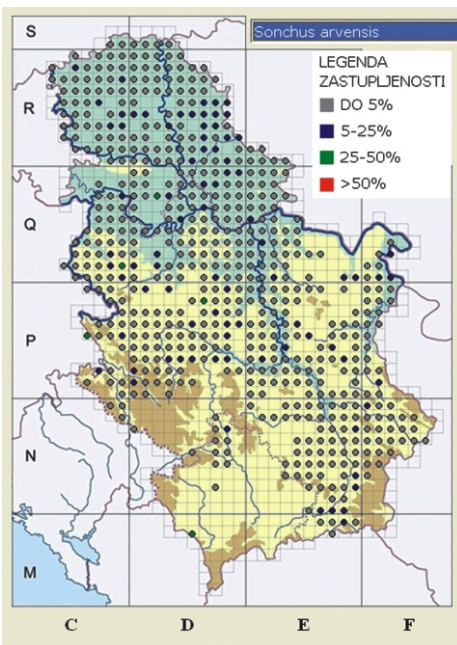 Sonchus arvensis
LEGENDA
ZASTUPLJENOSTI
DO 5%
5-25%
25-50%
>50%
S
R
Q
P
N
M
C D E F